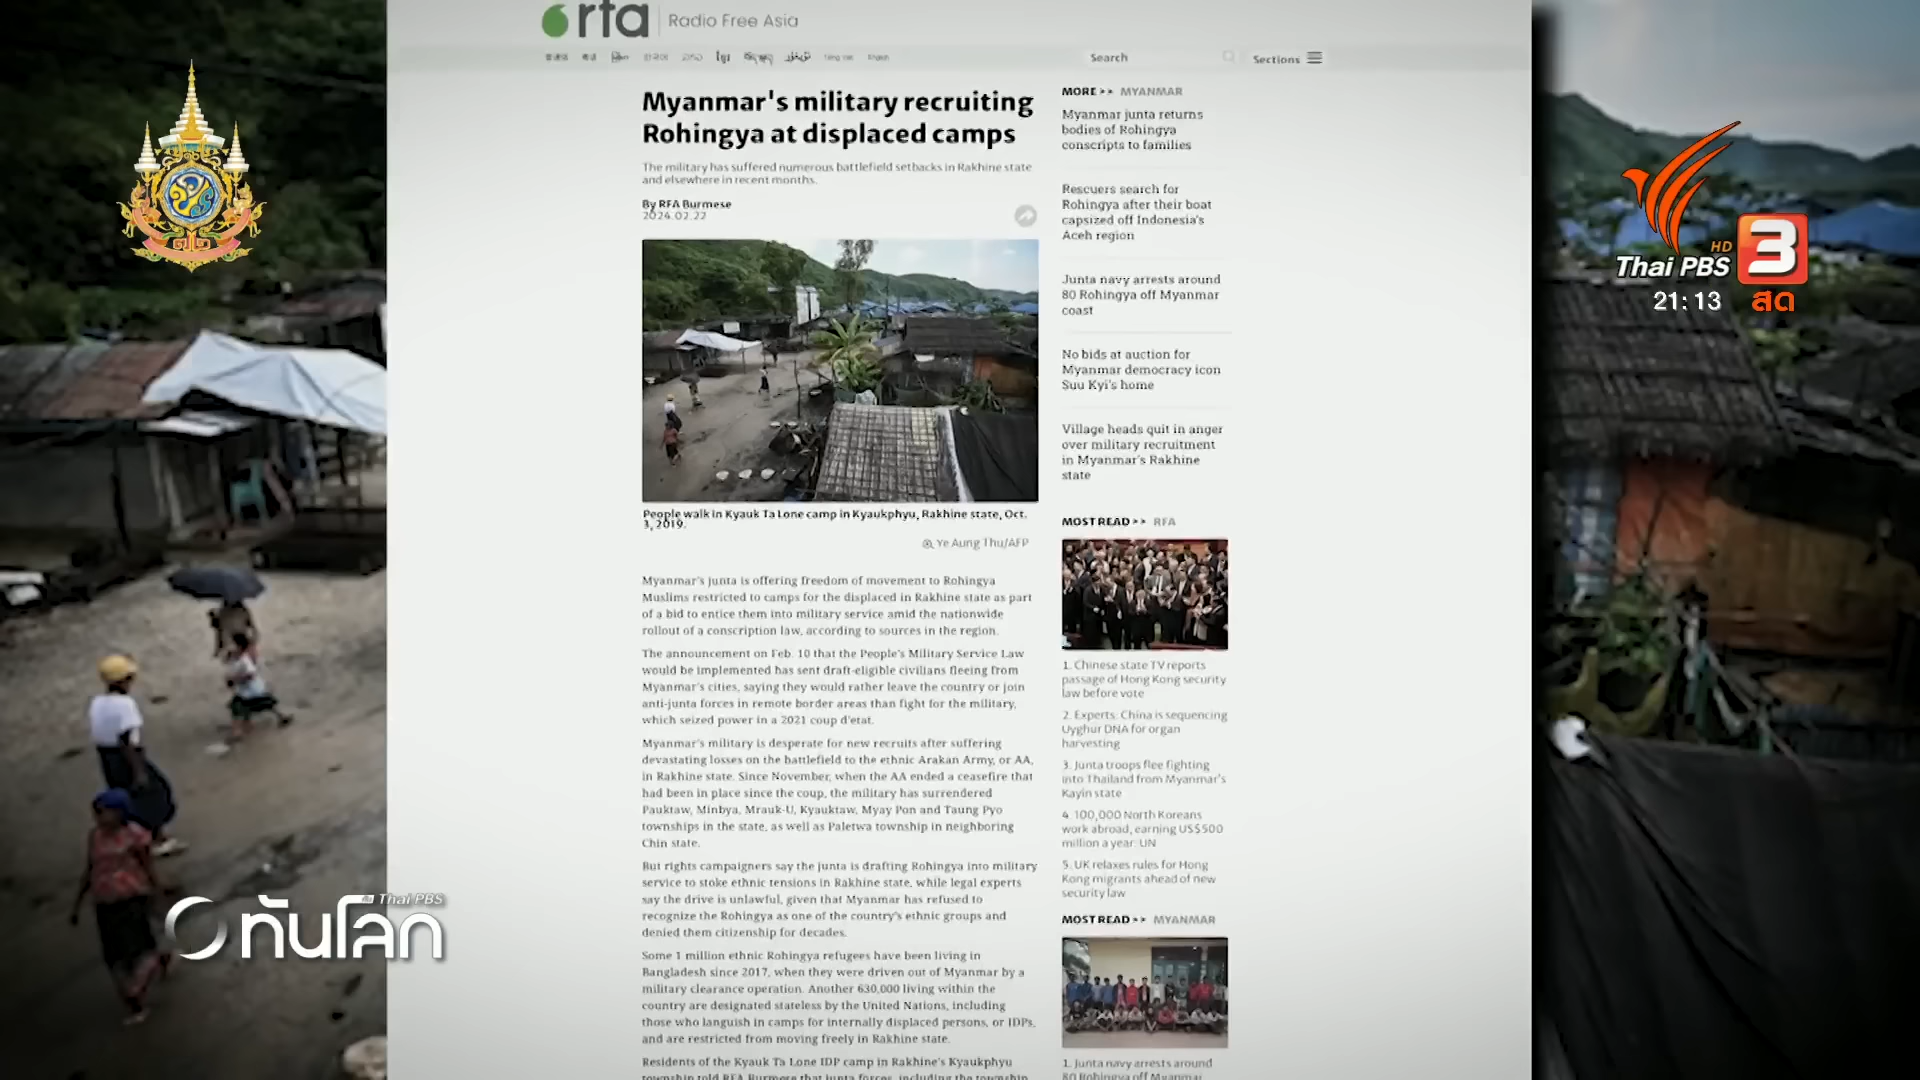 rfa
Radio Free Asia
Search
Sections
Myanmar's military recruiting
Rohingya at displaced camps
The military has suffered numerous battlefield setbacks in Rakhine state
and elsewhere in recent months.
By RFA Burmese
2024.02.22
People walk in Kyauk Ta Lone camp in Kyaukphyu, Rakhine state, Oct.
3, 2019.
Ye Aung Thu/AFP
Myanmar's junta is offering freedom of movement to Rohingya
Muslims restricted to camps for the displaced in Rakhine state as part
of a bid to entice them into military service amid the nationwide
rollout of a conscription law, according to sources in the region.
The announcement on Feb. 10 that the People's Military Service Law
would be implemented has sent draft-eligible civilians fleeing from
Myanmar's cities, saying they would rather leave the country or join
anti-junta forces in remote border areas than fight for the military,
which seized power in a 2021 coup d'etat.
Myanmar's military is desperate for new recruits after suffering
devastating losses on the battlefield to the ethnic Arakan Army, or AA,
in Rakhine state. Since November, when the AA ended a ceasefire that
had been in place since the coup, the military has surrendered
Pauktaw, Minbya, Mrauk-U, Kyauktaw, Myay Pon and Taung Pyo
townships in the state, as well as Paletwa township in neighboring
Chin state.
But rights campaigners say the junta is drafting Rohingya into military
service to stoke ethnic tensions in Rakhine state, while legal experts
say the drive is unlawful, given that Myanmar has refused to
recognize the Rohingya as one of the country's ethnic groups and
denied them citizenship for decades.
Some 1 million ethnic Rohingya refugees have been living in
Bangladesh since 2017, when they were driven out of Myanmar by a
military clearance operation. Another 630,000 living within the
country are designated stateless by the United Nations, including
those who languish in camps for internally displaced persons, or IDPs,
and are restricted from moving freely in Rakhine state.
Residents of the Kyauk Ta Lone IDP camp in Rakhine's Kyaukphyu
township told RFA Burmese that junta forces, including the township
MORE >> MYANMAR
Myanmar junta returns
bodies of Rohingya
conscripts to families
Rescuers search for
Rohingya after their boat
capsized off Indonesia's
Aceh region
Junta navy arrests around
80 Rohingya off Myanmar
coast
No bids at auction for
Myanmar democracy icon
Suu Kyi's home
Village heads quit in anger
over military recruitment
in Myanmar's Rakhine
state
MOST READ >> RFA
1. Chinese state TV reports
passage of Hong Kong security
law before vote
2. Experts: China is sequencing
Uyghur DNA for organ
harvesting
3. Junta troops flee fighting
into Thailand from Myanmar's
Kayin state
4. 100,000 North Koreans
work abroad, earning US$500
million a year: UN
5. UK relaxes rules for Hong
Kong migrants ahead of new
security law
MOST READ >> MYANMAR
1. Junta navy arrests around
80 Rohingya off Myanmar
HD
Thai PBS 3
21:13 สด
Thai PBS
ทันโลก